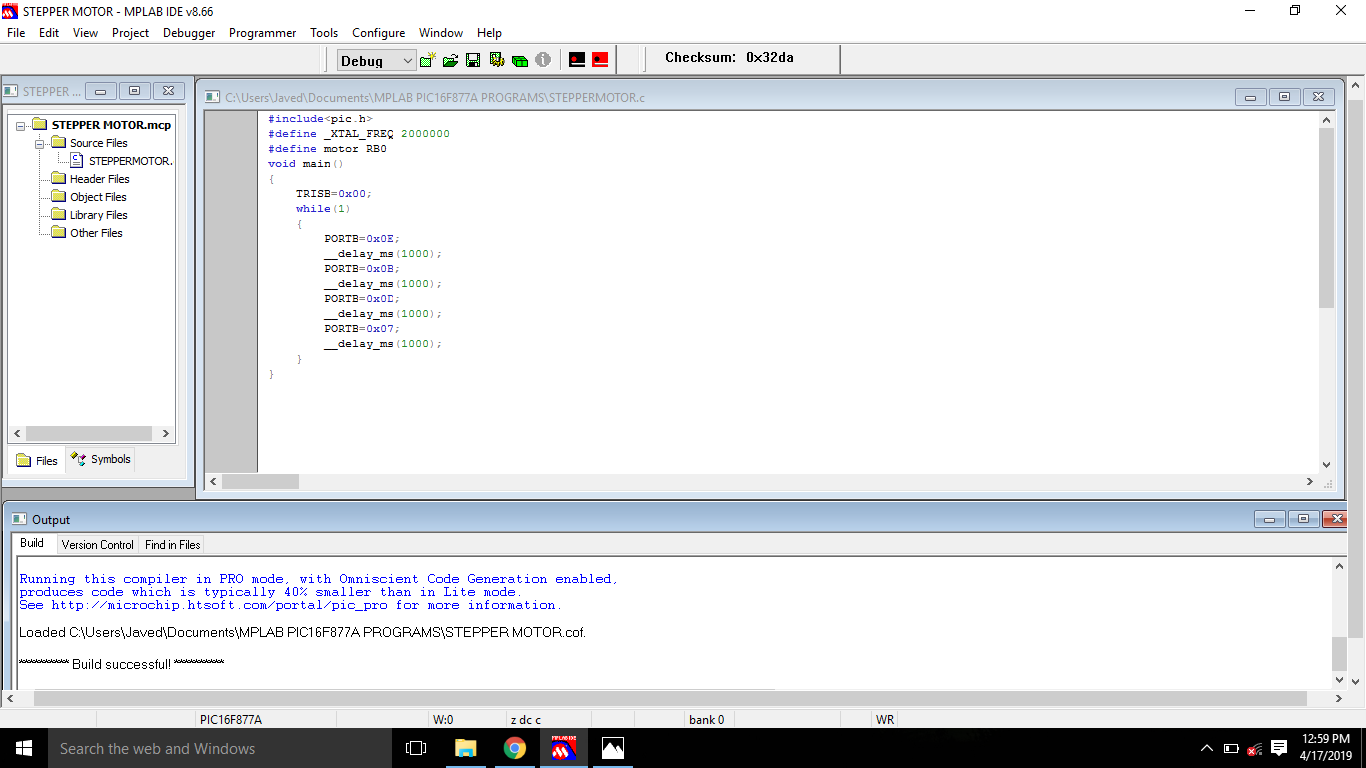 STEPPER MOTOR - MPLAB IDE v8.66
File Edit View Project Debugger Programmer Tools Configure Window Help
Debug
Checksum: 0x32da
STEPPER ...
STEPPER MOTOR.mcp
Source Files
STEPPERMOTOR.
Header Files
Object Files
Library Files
Other Files
Files Symbols
C:\Users\Javed\Documents\MPLAB PIC16F877A PROGRAMS\STEPPERMOTOR.c
#include<pic.h>
#define _XTAL_FREQ 2000000
#define motor RB0
void main()
{
    TRISB=0x00;
    while(1)
    {
        PORTB=0x0E;
        __delay_ms(1000);
        PORTB=0x0B;
        __delay_ms(1000);
        PORTB=0x0D;
        __delay_ms(1000);
        PORTB=0x07;
        __delay_ms(1000);
    }
}
Output
Build Version Control Find in Files
Running this compiler in PRO mode, with Omniscient Code Generation enabled,
produces code which is typically 40% smaller than in Lite mode.
See http://microchip.htsoft.com/portal/pic_pro for more information.
Loaded C:\Users\Javed\Documents\MPLAB PIC16F877A PROGRAMS\STEPPER MOTOR.cof.
********** Build successful! **********
PIC16F877A W:0 z dc c bank 0 WR
Search the web and Windows
MPLAB IDE
12:59 PM
4/17/2019